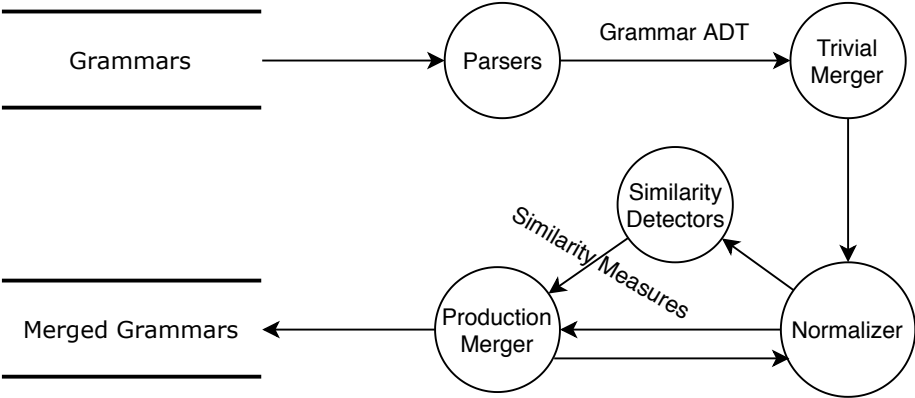 Grammars
Parsers
Grammar ADT
Trivial
Merger
Similarity
Detectors
Similarity Measures
Merged Grammars
Production
Merger
Normalizer